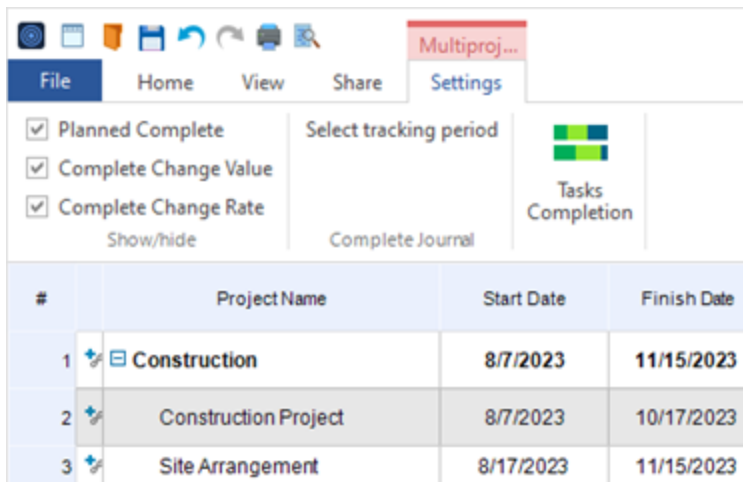 Multiproj...
File Home View Share Settings
Planned Complete Select tracking period
Complete Change Value
Complete Change Rate Tasks Completion
Show/hide Complete Journal
# Project Name Start Date Finish Date
1 Construction 8/7/2023 11/15/2023
2 Construction Project 8/7/2023 10/17/2023
3 Site Arrangement 8/17/2023 11/15/2023